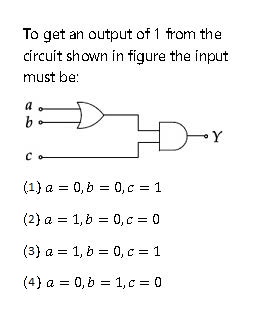 To get an output of 1 from the
circuit shown in figure the input
must be:
a
b
Y
c
(1) a = 0, b = 0, c = 1
(2) a = 1, b = 0, c = 0
(3) a = 1, b = 0, c = 1
(4) a = 0, b = 1, c = 0